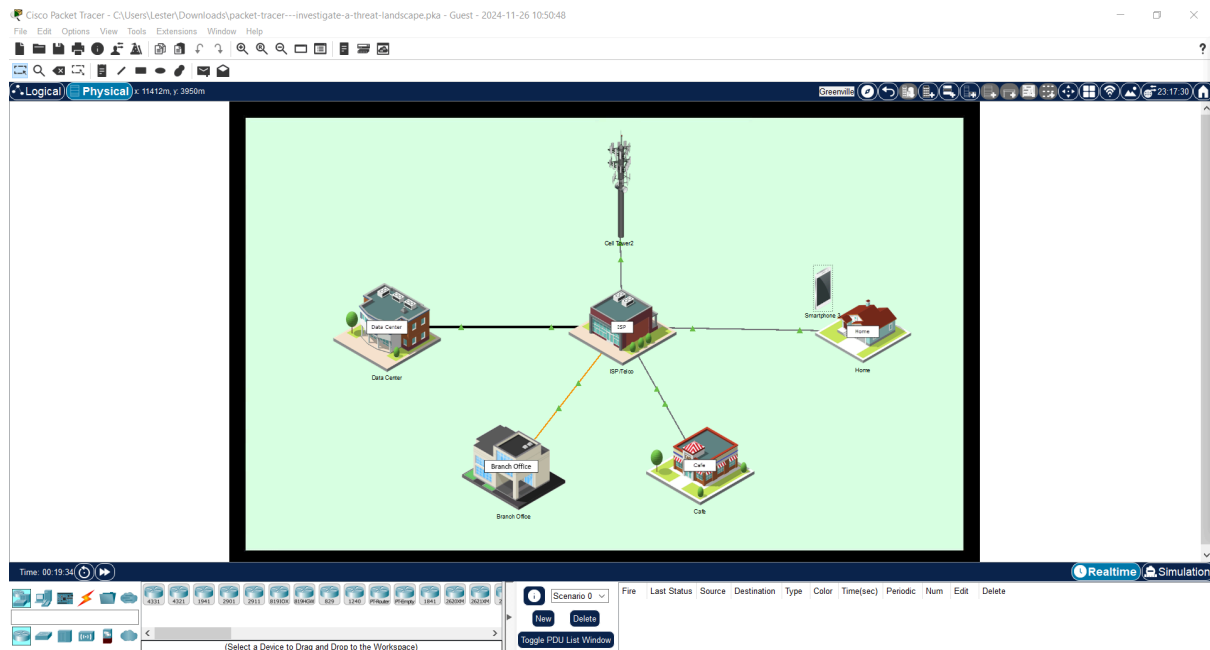 Cisco Packet Tracer - C:\Users\Lester\Downloads\packet-tracer---investigate-a-threat-landscape.pka - Guest - 2024-11-26 10:50:48
File Edit Options View Tools Extensions Window Help
?
Logical Physical x: 11412m, y: 3950m Greenville 23:17:30
Cell Tower2
Smartphone
Data Center
ISP
Home
Data Center
ISP/Telco
Home
Branch Office
Cafe
Branch Office
Cafe
Time: 00:19:34 Realtime Simulation
4331 4321 1941 2901 2911 819IOX 819HGW 829 1240 PT-Router PT-Empty 1841 2620XM 2621XM 2
Scenario 0
Fire Last Status Source Destination Type Color Time(sec) Periodic Num Edit Delete
New Delete
Toggle PDU List Window
(Select a Device to Drag and Drop to the Workspace)